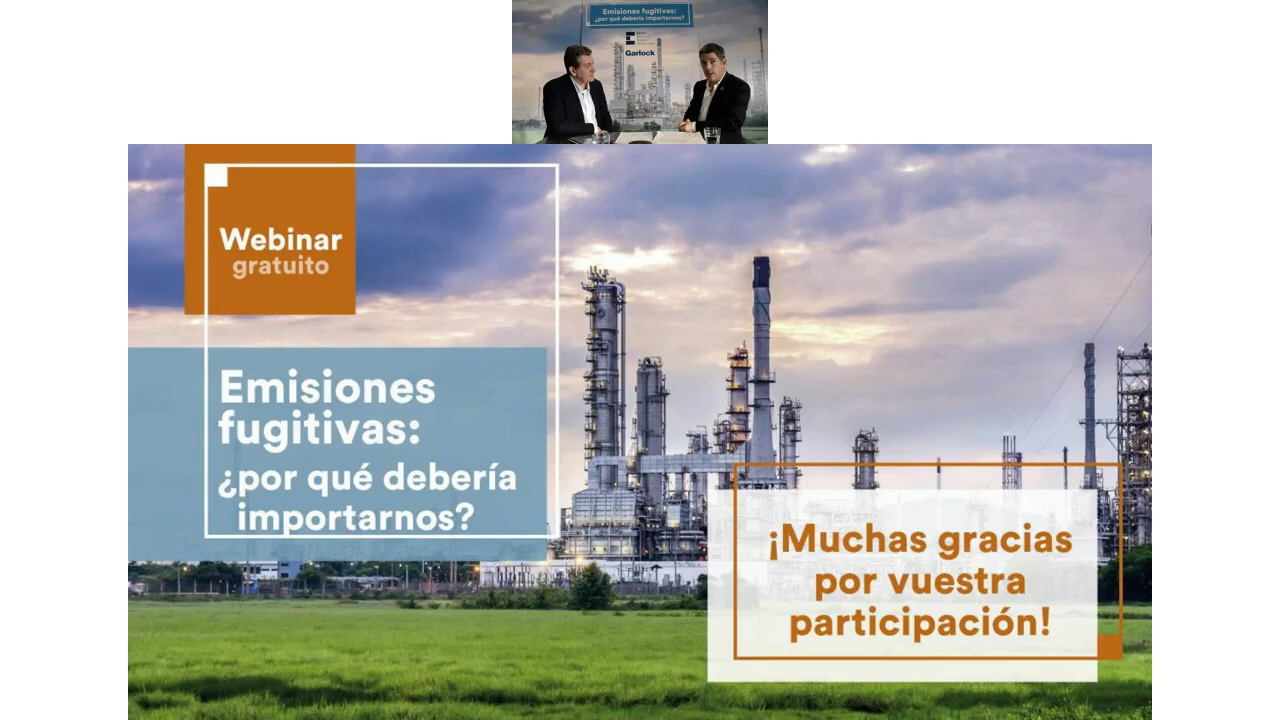 Emisiones fugitivas:
¿por qué debería importarnos?
Garlock
Webinar
gratuito
Emisiones
fugitivas:
¿por qué debería
importarnos?
¡Muchas gracias
por vuestra
participación!